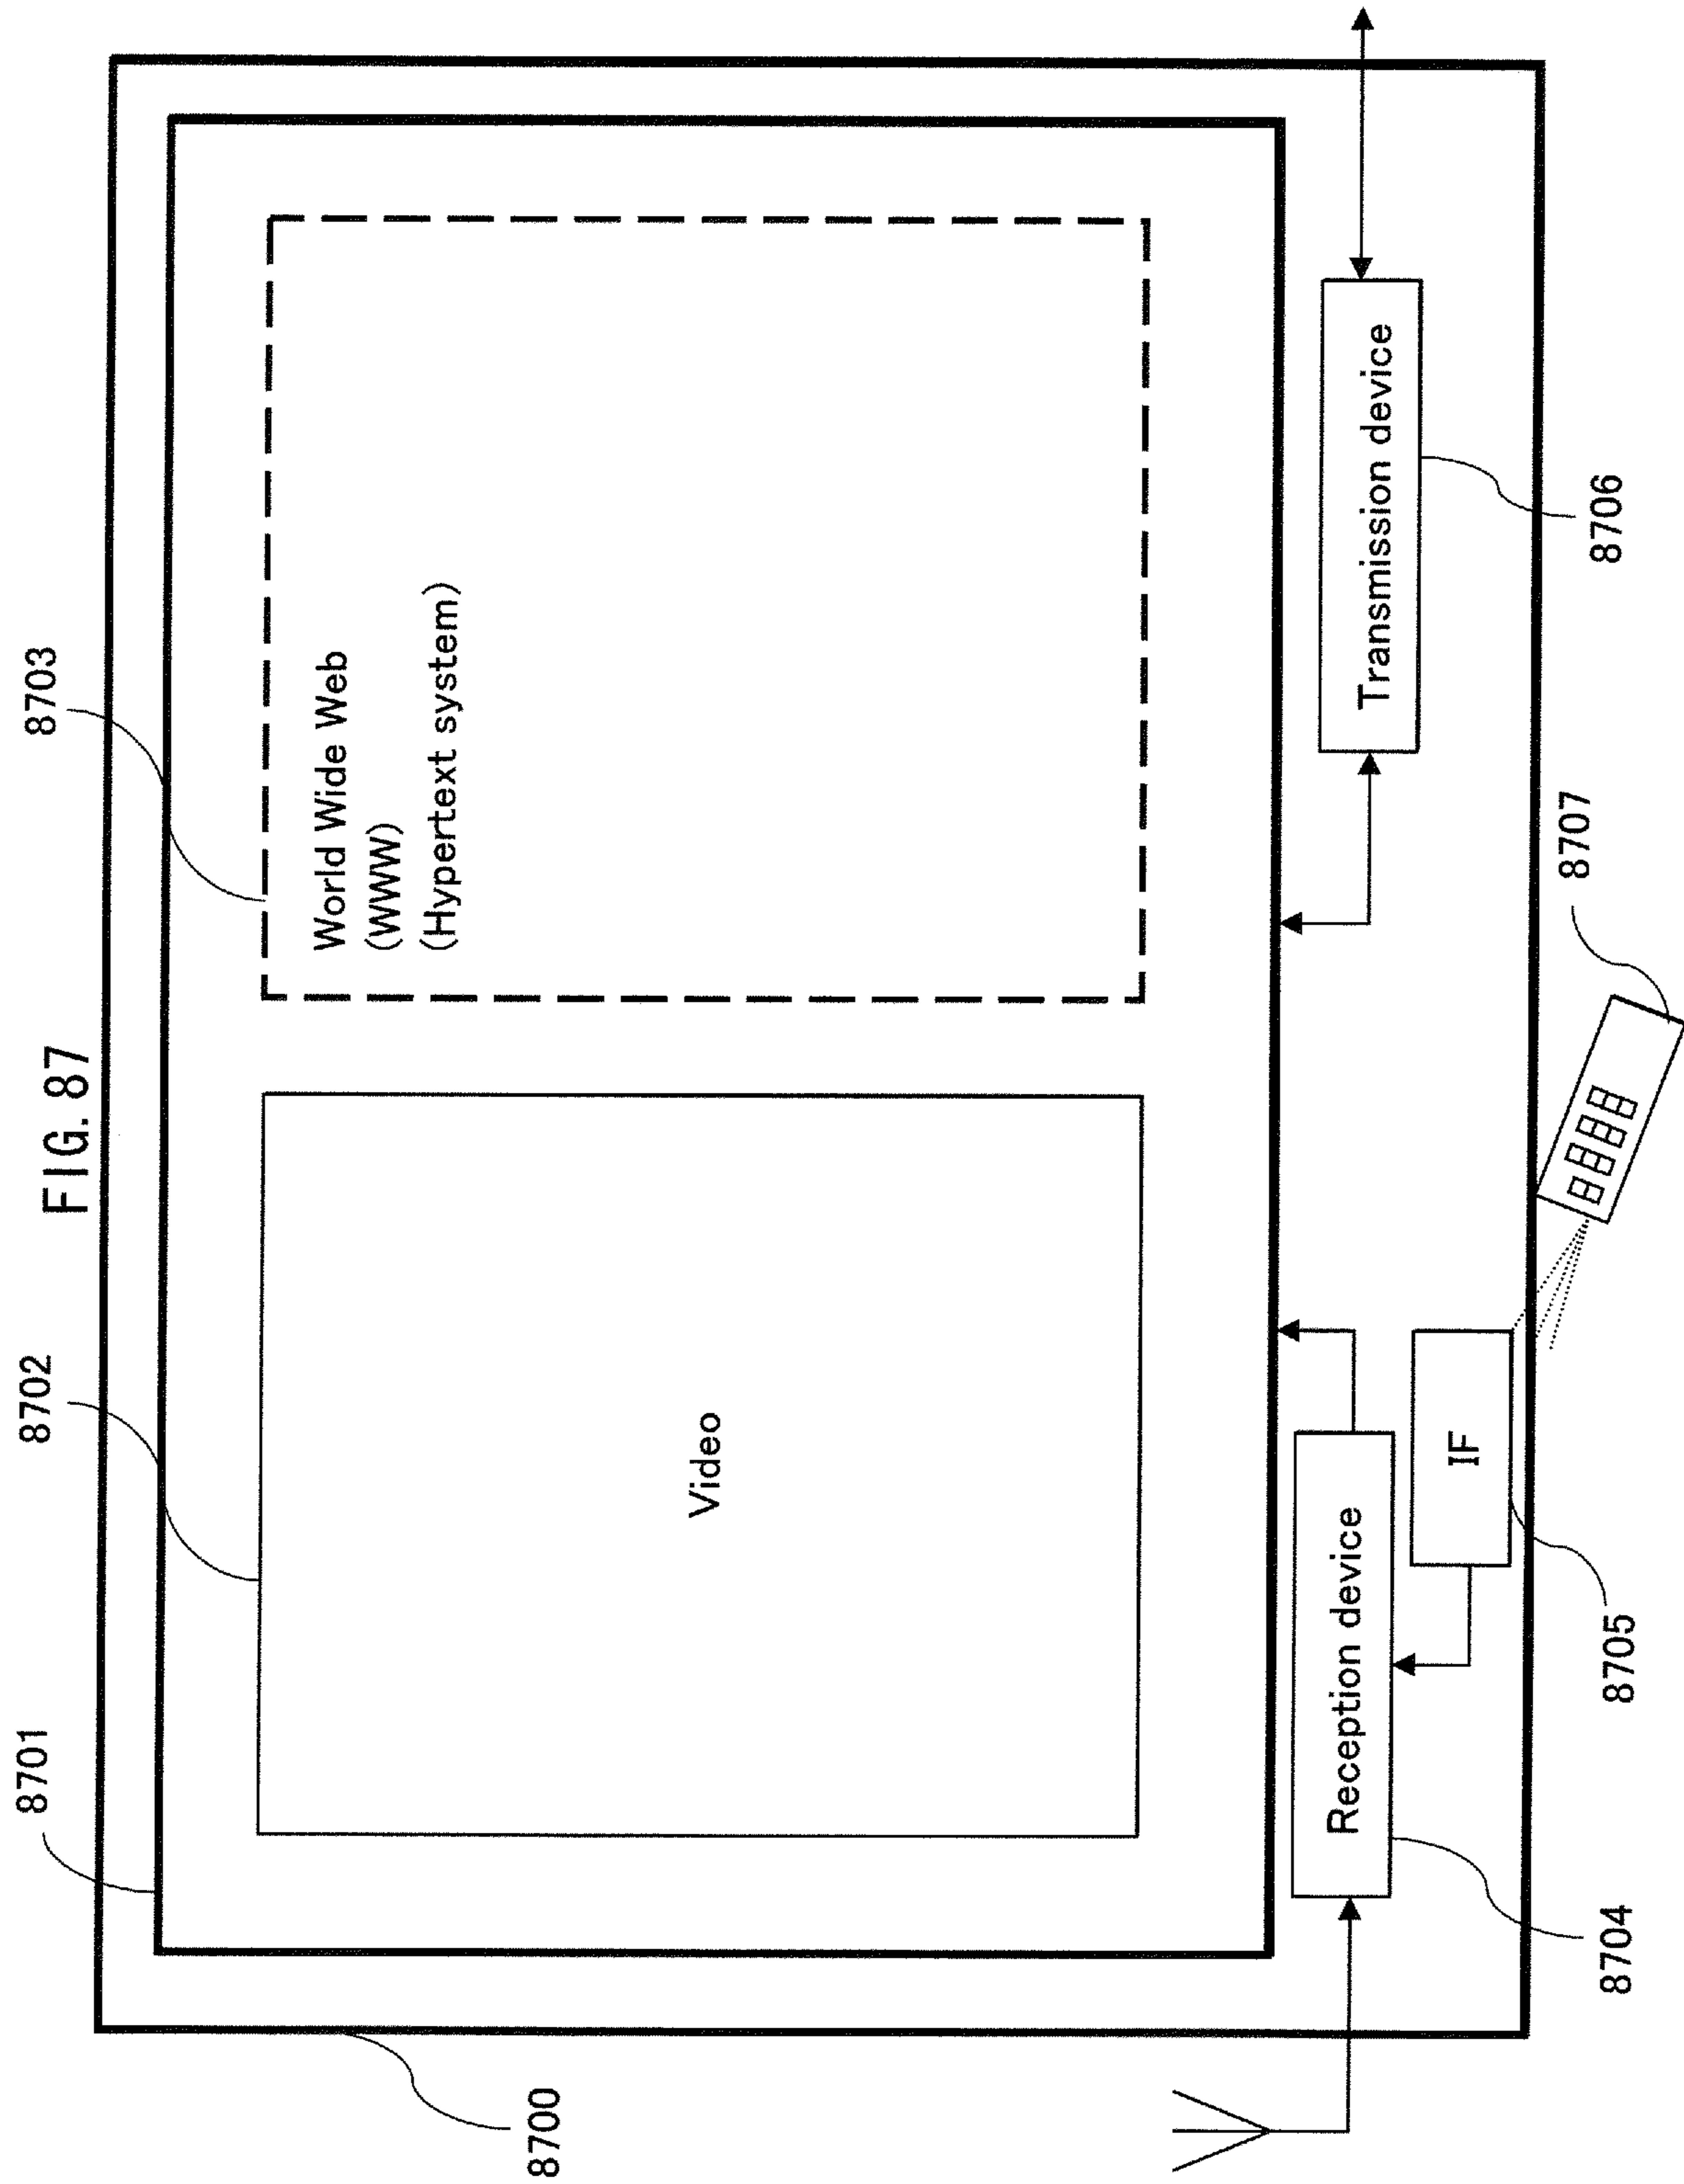 FIG. 87
8700
8701
8702
8703
Video
World Wide Web
(WWW)
(Hypertext system)
Reception device
IF
Transmission device
8704
8705
8707
8706